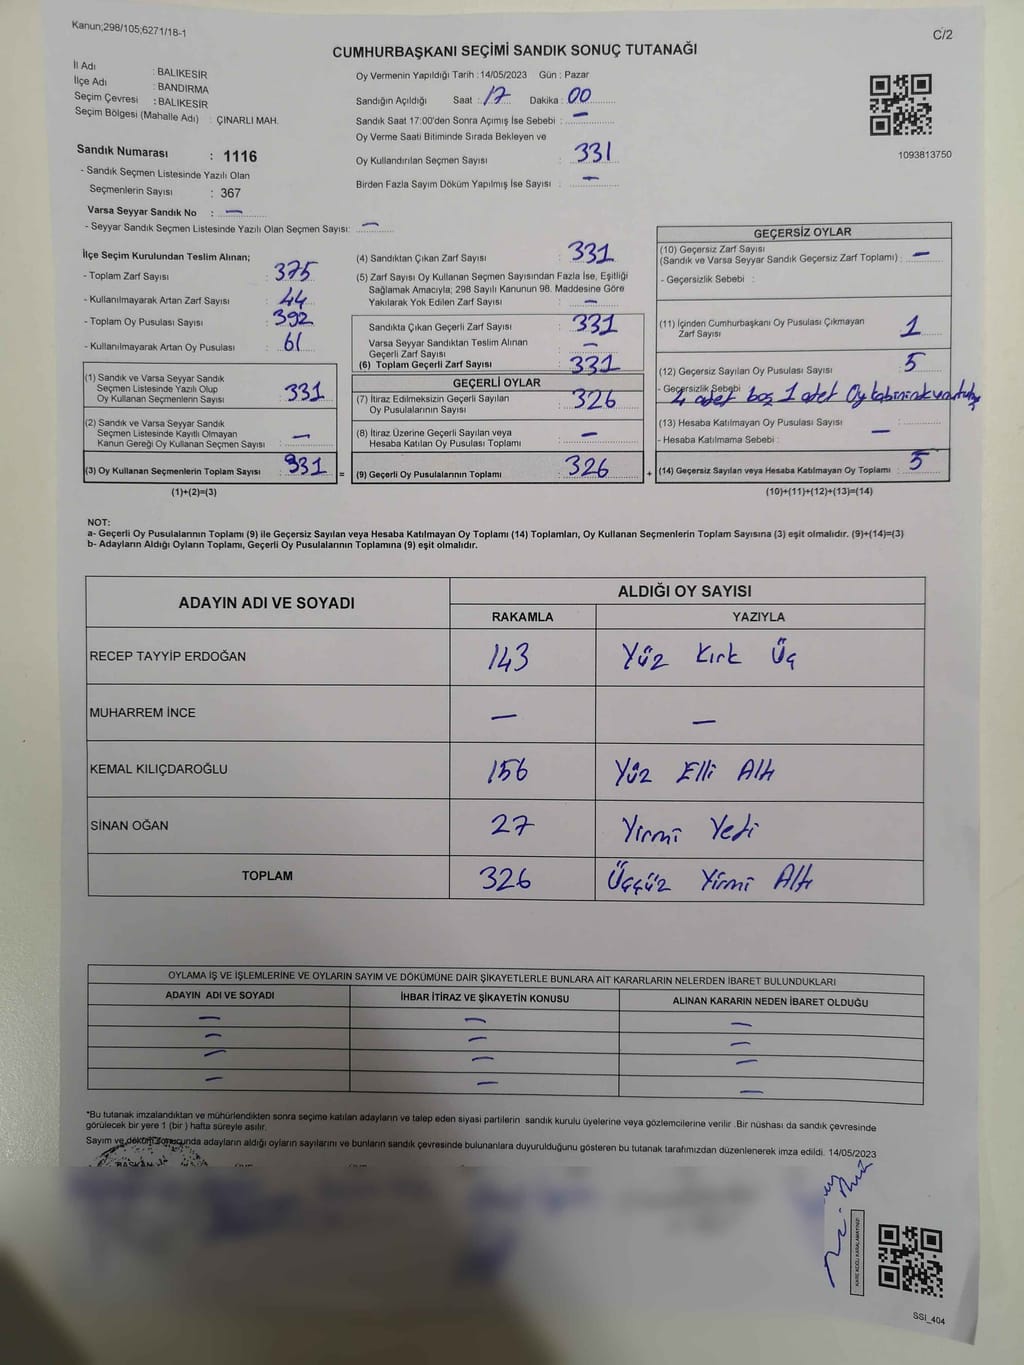 Kanun;298/105;6271/18-1
C/2
CUMHURBAŞKANI SEÇİMİ SANDIK SONUÇ TUTANAĞI
İl Adı : BALIKESİR
İlçe Adı : BANDIRMA
Seçim Çevresi : BALIKESİR
Seçim Bölgesi (Mahalle Adı) : ÇINARLI MAH.
Sandık Numarası : 1116
- Sandık Seçmen Listesinde Yazılı Olan
Seçmenlerin Sayısı : 367
Varsa Seyyar Sandık No : —
- Seyyar Sandık Seçmen Listesinde Yazılı Olan Seçmen Sayısı: —
Oy Vermenin Yapıldığı Tarih : 14/05/2023 Gün : Pazar
Sandığın Açıldığı Saat : 17 Dakika : 00
Sandık Saat 17:00'den Sonra Açımış İse Sebebi : —
Oy Verme Saati Bitiminde Sırada Bekleyen ve
Oy Kullandırılan Seçmen Sayısı : 331
Birden Fazla Sayım Döküm Yapılmış İse Sayısı : —
1093813750
İlçe Seçim Kurulundan Teslim Alınan;
- Toplam Zarf Sayısı : 375
- Kullanılmayarak Artan Zarf Sayısı : 44
- Toplam Oy Pusulası Sayısı : 392
- Kullanılmayarak Artan Oy Pusulası : 61
(1) Sandık ve Varsa Seyyar Sandık
Seçmen Listesinde Yazılı Olup
Oy Kullanan Seçmenlerin Sayısı : 331
(2) Sandık ve Varsa Seyyar Sandık
Seçmen Listesinde Kayıtlı Olmayan
Kanun Gereği Oy Kullanan Seçmen Sayısı : —
(3) Oy Kullanan Seçmenlerin Toplam Sayısı : 331 =
(1)+(2)=(3)
(4) Sandıktan Çıkan Zarf Sayısı : 331
(5) Zarf Sayısı Oy Kullanan Seçmen Sayısından Fazla İse, Eşitliği
Sağlamak Amacıyla; 298 Sayılı Kanunun 98. Maddesine Göre
Yakılarak Yok Edilen Zarf Sayısı : —
Sandıkta Çıkan Geçerli Zarf Sayısı : 331
Varsa Seyyar Sandıktan Teslim Alınan
Geçerli Zarf Sayısı : —
(6) Toplam Geçerli Zarf Sayısı : 331
GEÇERLİ OYLAR
(7) İtiraz Edilmeksizin Geçerli Sayılan
Oy Pusulalarının Sayısı : 326
(8) İtiraz Üzerine Geçerli Sayılan veya
Hesaba Katılan Oy Pusulası Toplamı : —
(9) Geçerli Oy Pusulalarının Toplamı : 326 +
GEÇERSİZ OYLAR
(10) Geçersiz Zarf Sayısı
(Sandık ve Varsa Seyyar Sandık Geçersiz Zarf Toplamı) : —
- Geçersizlik Sebebi :
(11) İçinden Cumhurbaşkanı Oy Pusulası Çıkmayan
Zarf Sayısı : 1
(12) Geçersiz Sayılan Oy Pusulası Sayısı : 5
- Geçersizlik Sebebi 4 adet boş 1 adet Oy kabininde unutulmuş
(13) Hesaba Katılmayan Oy Pusulası Sayısı : —
- Hesaba Katılmama Sebebi :
(14) Geçersiz Sayılan veya Hesaba Katılmayan Oy Toplamı : 5
(10)+(11)+(12)+(13)=(14)
NOT:
a- Geçerli Oy Pusulalarının Toplamı (9) ile Geçersiz Sayılan veya Hesaba Katılmayan Oy Toplamı (14) Toplamları, Oy Kullanan Seçmenlerin Toplam Sayısına (3) eşit olmalıdır. (9)+(14)=(3)
b- Adayların Aldığı Oyların Toplamı, Geçerli Oy Pusulalarının Toplamına (9) eşit olmalıdır.
ADAYIN ADI VE SOYADI
ALDIĞI OY SAYISI
RAKAMLA YAZIYLA
RECEP TAYYİP ERDOĞAN 143 Yüz Kırk Üç
MUHARREM İNCE — —
KEMAL KILIÇDAROĞLU 156 Yüz Elli Altı
SİNAN OĞAN 27 Yirmi Yedi
TOPLAM 326 Üççüz Yirmi Altı
OYLAMA İŞ VE İŞLEMLERİNE VE OYLARIN SAYIM VE DÖKÜMÜNE DAİR ŞİKAYETLERLE BUNLARA AİT KARARLARIN NELERDEN İBARET BULUNDUKLARI
ADAYIN ADI VE SOYADI İHBAR İTİRAZ VE ŞİKAYETİN KONUSU ALINAN KARARIN NEDEN İBARET OLDUĞU
— — —
— — —
— — —
— — —
*Bu tutanak imzalandıktan ve mühürlendikten sonra seçime katılan adayların ve talep eden siyasi partilerin sandık kurulu üyelerine veya gözlemcilerine verilir .Bir nüshası da sandık çevresinde
görülecek bir yere 1 (bir ) hafta süreyle asılır.
Sayım ve döküm sonucunda adayların aldığı oyların sayılarını ve bunların sandık çevresinde bulunanlara duyurulduğunu gösteren bu tutanak tarafımızdan düzenlenerek imza edildi. 14/05/2023
BAŞKAN
SSI_404